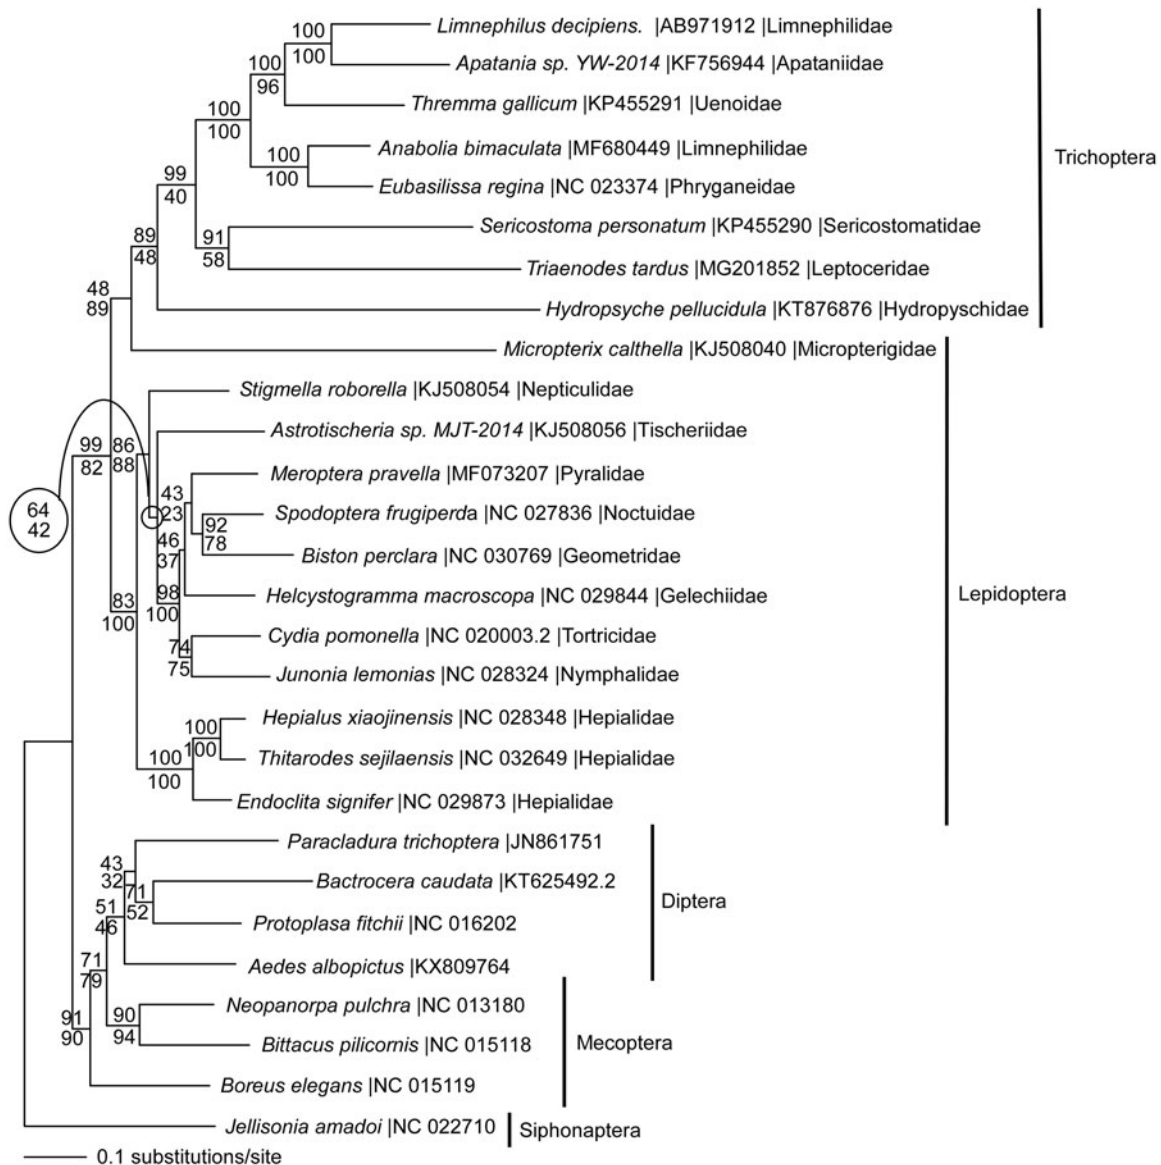 100
100
Limnephilus decipiens. |AB971912 |Limnephilidae
100
96
Apatania sp. YW-2014 |KF756944 |Apataniidae
Thremma gallicum |KP455291 |Uenoidae
100
100
100
100
Anabolia bimaculata |MF680449 |Limnephilidae
Trichoptera
Eubasilissa regina |NC 023374 |Phryganeidae
99
40
Sericostoma personatum |KP455290 |Sericostomatidae
91
58
89
48
Triaenodes tardus |MG201852 |Leptoceridae
48
89
Hydropsyche pellucidula |KT876876 |Hydropyschidae
Micropterix calthella |KJ508040 |Micropterigidae
Stigmella roborella |KJ508054 |Nepticulidae
Astrotischeria sp. MJT-2014 |KJ508056 |Tischeriidae
99
82
86
88
Meroptera pravella |MF073207 |Pyralidae
43
23
64
42
Spodoptera frugiperda |NC 027836 |Noctuidae
92
78
46
37
Biston perclara |NC 030769 |Geometridae
Helcystogramma macroscopa |NC 029844 |Gelechiidae
Lepidoptera
83
100
98
100
Cydia pomonella |NC 020003.2 |Tortricidae
74
75
Junonia lemonias |NC 028324 |Nymphalidae
Hepialus xiaojinensis |NC 028348 |Hepialidae
100
100
Thitarodes sejilaensis |NC 032649 |Hepialidae
100
100
Endoclita signifer |NC 029873 |Hepialidae
Paracladura trichoptera |JN861751
43
32
Bactrocera caudata |KT625492.2
71
52
Diptera
51
46
Protoplasa fitchii |NC 016202
Aedes albopictus |KX809764
71
79
Neopanorpa pulchra |NC 013180
90
94
91
90
Bittacus pilicornis |NC 015118
Mecoptera
Boreus elegans |NC 015119
Jellisonia amadoi |NC 022710
Siphonaptera
0.1 substitutions/site